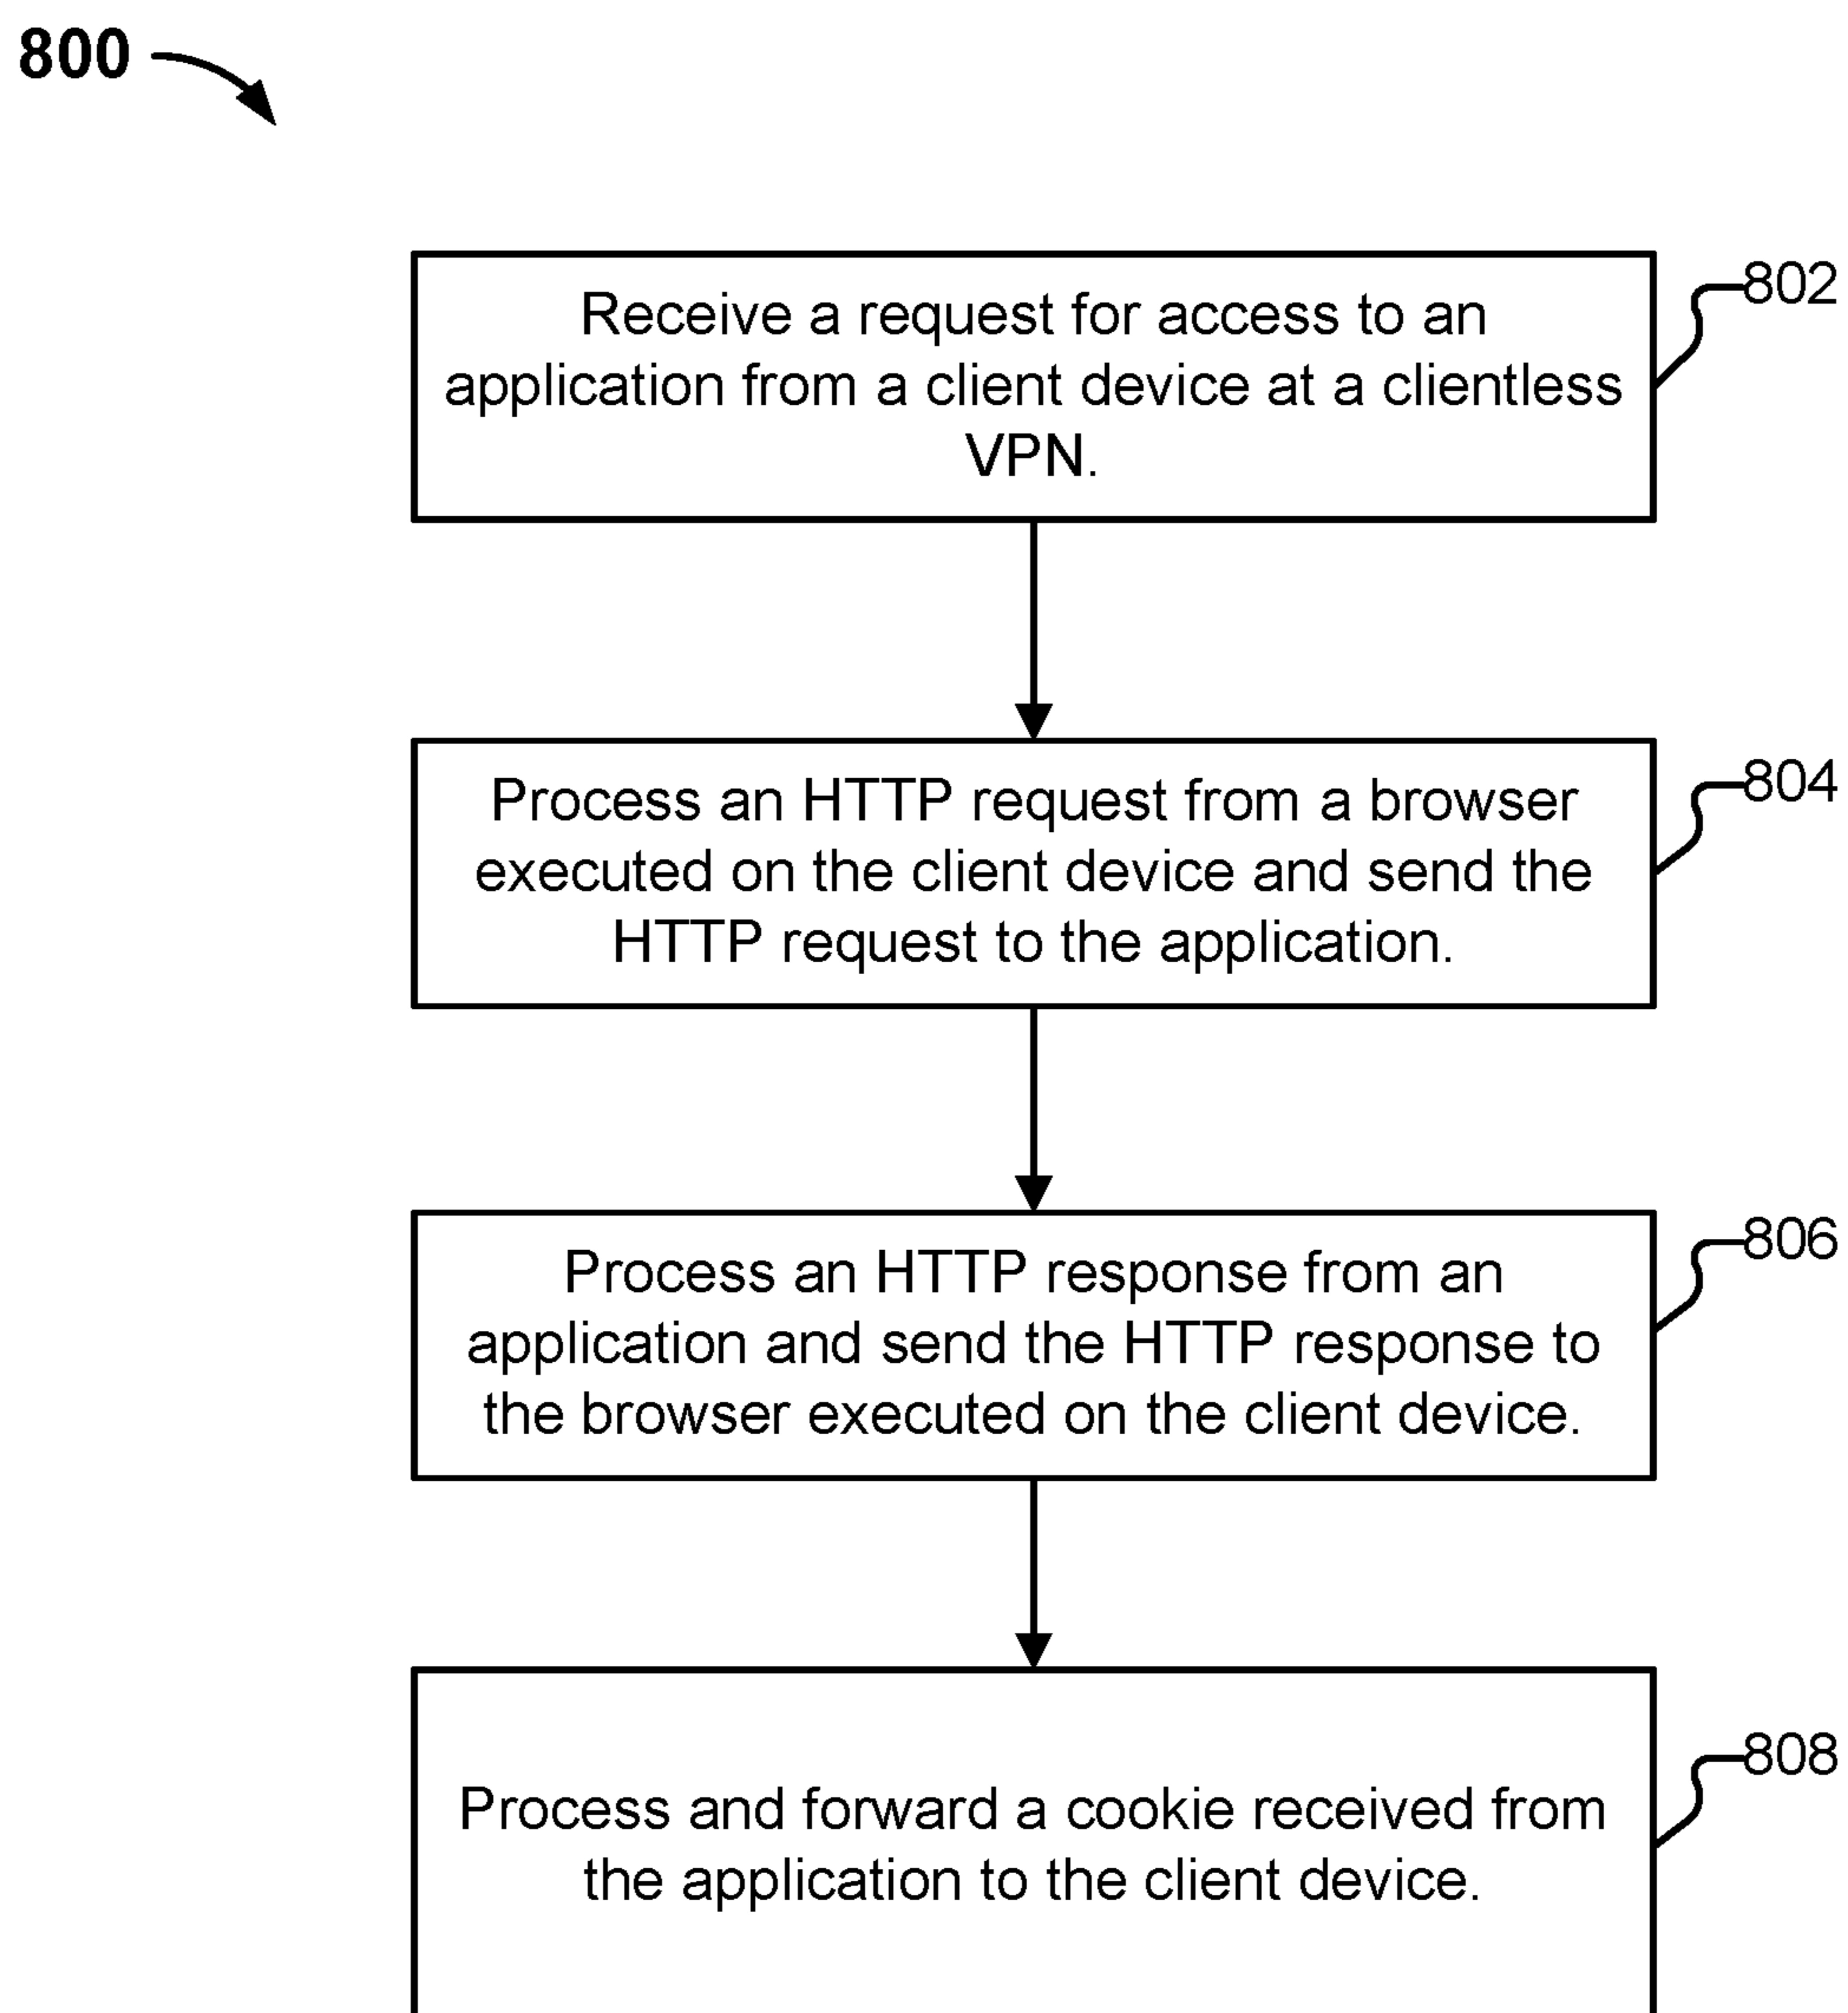 800
Receive a request for access to an
application from a client device at a clientless
VPN.
802
Process an HTTP request from a browser
executed on the client device and send the
HTTP request to the application.
804
Process an HTTP response from an
application and send the HTTP response to
the browser executed on the client device.
806
Process and forward a cookie received from
the application to the client device.
808